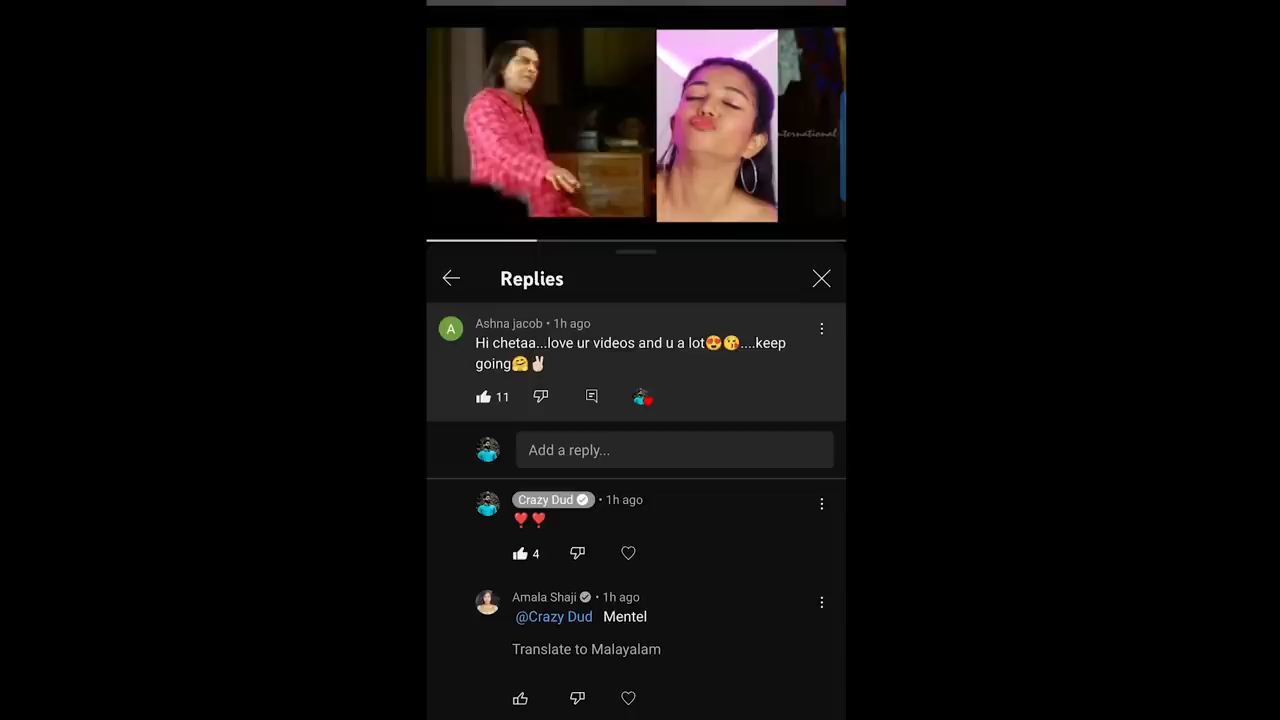 nternational
Replies
A
Ashna jacob • 1h ago
Hi chetaa...love ur videos and u a lot😍😘....keep
going🤗✌🏻
11
Add a reply...
Crazy Dud • 1h ago
❣️❣️
4
Amala Shaji • 1h ago
@Crazy Dud Mentel
Translate to Malayalam